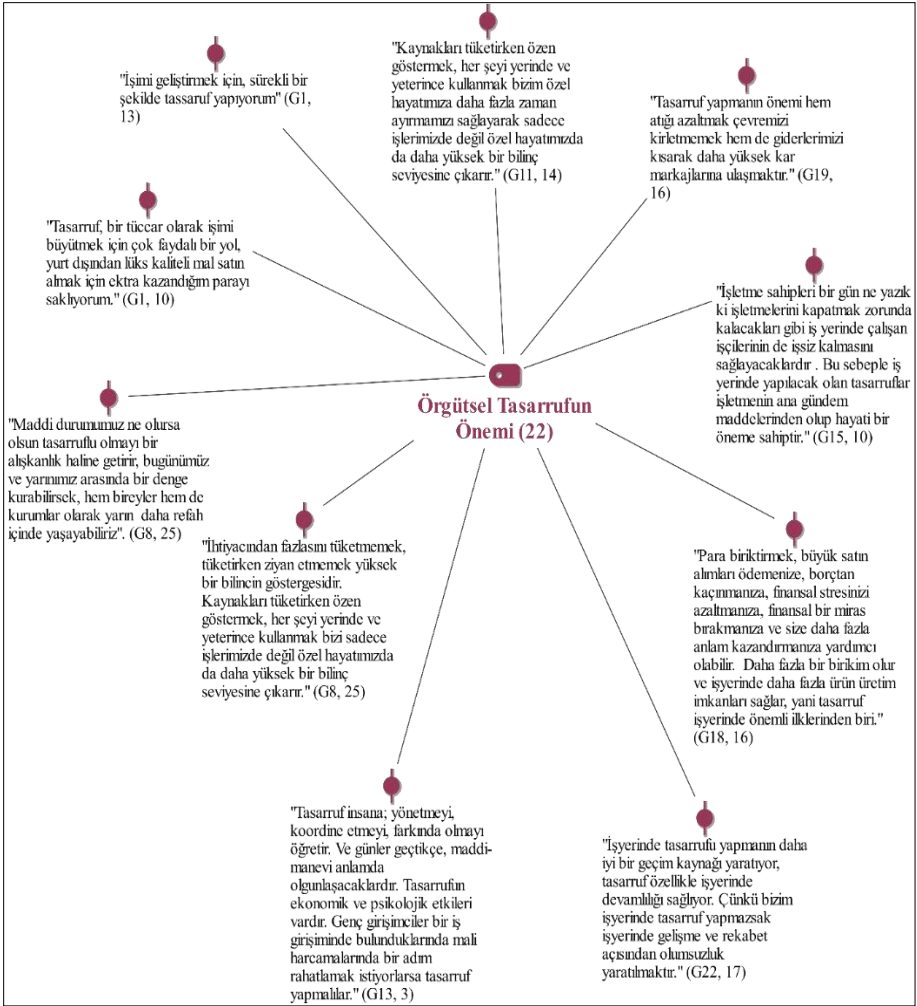 "İşimi geliştirmek için, sürekli bir
şekilde tassaruf yapıyorum" (G1,
13)
"Kaynakları tüketirken özen
göstermek, her şeyi yerinde ve
yeterince kullanmak bizim özel
hayatımıza daha fazla zaman
ayırmamızı sağlayarak sadece
işlerimizde değil özel hayatımızda
da daha yüksek bir bilinç
seviyesine çıkarır." (G11, 14)
"Tasarruf yapmanın önemi hem
atığı azaltmak çevremizi
kirletmemek hem de giderlerimizi
kısarak daha yüksek kar
markajlarına ulaşmaktır." (G19,
16)
"Tasarruf, bir tüccar olarak işimi
büyütmek için çok faydalı bir yol,
yurt dışından lüks kaliteli mal satın
almak için ektra kazandığım parayı
saklıyorum." (G1, 10)
"İşletme sahipleri bir gün ne yazık
ki işletmelerini kapatmak zorunda
kalacakları gibi iş yerinde çalışan
işçilerinin de işsiz kalmasını
sağlayacaklardır . Bu sebeple iş
yerinde yapılacak olan tasarruflar
işletmenin ana gündem
maddelerinden olup hayati bir
öneme sahiptir." (G15, 10)
Örgütsel Tasarrufun
Önemi (22)
"Maddi durumumuz ne olursa
olsun tasarruflu olmayı bir
alışkanlık haline getirir, bugünümüz
ve yarınımız arasında bir denge
kurabilirsek, hem bireyler hem de
kurumlar olarak yarın daha refah
içinde yaşayabiliriz". (G8, 25)
"İhtiyacından fazlasını tüketmemek,
tüketirken ziyan etmemek yüksek
bir bilincin göstergesidir.
Kaynakları tüketirken özen
göstermek, her şeyi yerinde ve
yeterince kullanmak bizi sadece
işlerimizde değil özel hayatımızda
da daha yüksek bir bilinç
seviyesine çıkarır." (G8, 25)
"Para biriktirmek, büyük satın
alımları ödemenize, borçtan
kaçınmanıza, finansal stresinizi
azaltmanıza, finansal bir miras
bırakmanıza ve size daha fazla
anlam kazandırmanıza yardımcı
olabilir. Daha fazla bir birikim olur
ve işyerinde daha fazla ürün üretim
imkanları sağlar, yani tasarruf
işyerinde önemli ilklerinden biri."
(G18, 16)
"Tasarruf insana; yönetmeyi,
koordine etmeyi, farkında olmayı
öğretir. Ve günler geçtikçe, maddi-
manevi anlamda
olgunlaşacaklardır. Tasarrufun
ekonomik ve psikolojik etkileri
vardır. Genç girişimciler bir iş
girişiminde bulunduklarında mali
harcamalarında bir adım
rahatlamak istiyorlarsa tasarruf
yapmalılar." (G13, 3)
"İşyerinde tasarrufu yapmanın daha
iyi bir geçim kaynağı yaratıyor,
tasarruf özellikle işyerinde
devamlılığı sağlıyor. Çünkü bizim
işyerinde tasarruf yapmazsak
işyerinde gelişme ve rekabet
açısından olumsuzluk
yaratılmaktır." (G22, 17)